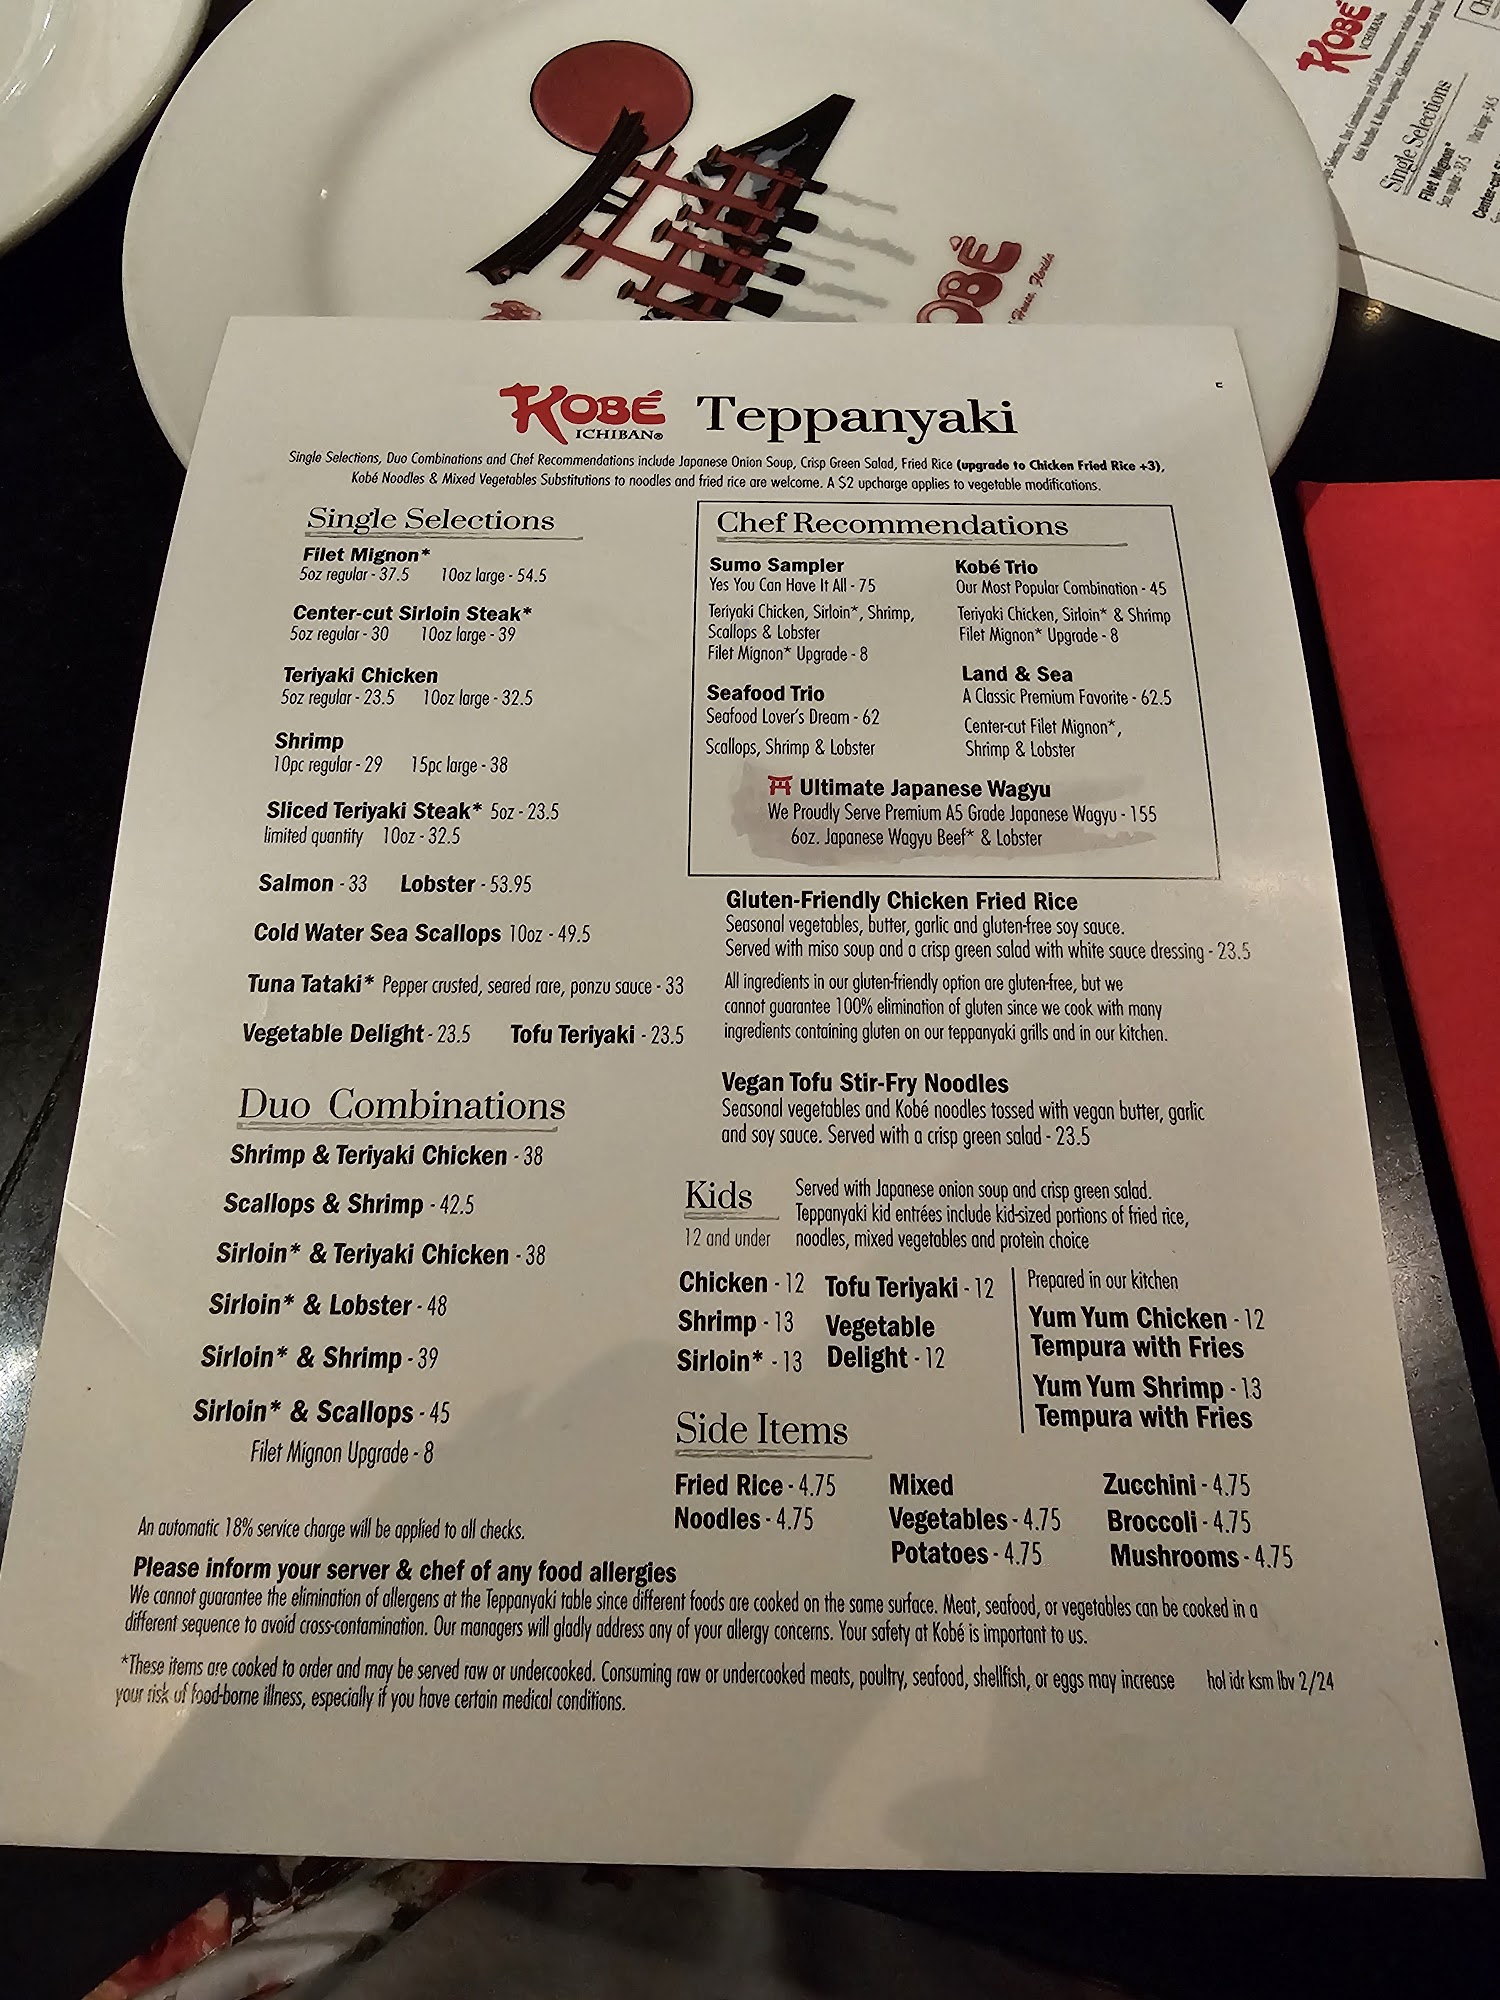 KOBÉ
ICHIBAN®
Single Selections
Filet Mignon*
5oz regular - 37.5
OBÉ
House, Florida
KOBÉ Teppanyaki
ICHIBAN®
Single Selections, Duo Combinations and Chef Recommendations include Japanese Onion Soup, Crisp Green Salad, Fried Rice (upgrade to Chicken Fried Rice +3),
Kobé Noodles & Mixed Vegetables Substitutions to noodles and fried rice are welcome. A $2 upcharge applies to vegetable modifications.
Single Selections
Filet Mignon*
5oz regular - 37.5 10oz large - 54.5
Center-cut Sirloin Steak*
5oz regular - 30 10oz large - 39
Teriyaki Chicken
5oz regular - 23.5 10oz large - 32.5
Shrimp
10pc regular - 29 15pc large - 38
Sliced Teriyaki Steak* 5oz - 23.5
limited quantity 10oz - 32.5
Salmon - 33 Lobster - 53.95
Cold Water Sea Scallops 10oz - 49.5
Tuna Tataki* Pepper crusted, seared rare, ponzu sauce - 33
Vegetable Delight - 23.5 Tofu Teriyaki - 23.5
Duo Combinations
Shrimp & Teriyaki Chicken - 38
Scallops & Shrimp - 42.5
Sirloin* & Teriyaki Chicken - 38
Sirloin* & Lobster - 48
Sirloin* & Shrimp - 39
Sirloin* & Scallops - 45
Filet Mignon Upgrade - 8
Chef Recommendations
Sumo Sampler
Yes You Can Have It All - 75
Teriyaki Chicken, Sirloin*, Shrimp,
Scallops & Lobster
Filet Mignon* Upgrade - 8
Seafood Trio
Seafood Lover's Dream - 62
Scallops, Shrimp & Lobster
Kobé Trio
Our Most Popular Combination - 45
Teriyaki Chicken, Sirloin* & Shrimp
Filet Mignon* Upgrade - 8
Land & Sea
A Classic Premium Favorite - 62.5
Center-cut Filet Mignon*,
Shrimp & Lobster
Ultimate Japanese Wagyu
We Proudly Serve Premium A5 Grade Japanese Wagyu - 155
6oz. Japanese Wagyu Beef* & Lobster
Gluten-Friendly Chicken Fried Rice
Seasonal vegetables, butter, garlic and gluten-free soy sauce.
Served with miso soup and a crisp green salad with white sauce dressing - 23.5
All ingredients in our gluten-friendly option are gluten-free, but we
cannot guarantee 100% elimination of gluten since we cook with many
ingredients containing gluten on our teppanyaki grills and in our kitchen.
Vegan Tofu Stir-Fry Noodles
Seasonal vegetables and Kobé noodles tossed with vegan butter, garlic
and soy sauce. Served with a crisp green salad - 23.5
Kids
12 and under
Served with Japanese onion soup and crisp green salad.
Teppanyaki kid entrées include kid-sized portions of fried rice,
noodles, mixed vegetables and protein choice
Chicken - 12
Shrimp - 13
Sirloin* - 13
Tofu Teriyaki - 12
Vegetable
Delight - 12
Prepared in our kitchen
Yum Yum Chicken - 12
Tempura with Fries
Yum Yum Shrimp - 13
Tempura with Fries
Side Items
Fried Rice - 4.75
Noodles - 4.75
Mixed
Vegetables - 4.75
Potatoes - 4.75
Zucchini - 4.75
Broccoli - 4.75
Mushrooms - 4.75
An automatic 18% service charge will be applied to all checks.
Please inform your server & chef of any food allergies
We cannot guarantee the elimination of allergens at the Teppanyaki table since different foods are cooked on the same surface. Meat, seafood, or vegetables can be cooked in a
different sequence to avoid cross-contamination. Our managers will gladly address any of your allergy concerns. Your safety at Kobé is important to us.
*These items are cooked to order and may be served raw or undercooked. Consuming raw or undercooked meats, poultry, seafood, shellfish, or eggs may increase
your risk of food-borne illness, especially if you have certain medical conditions.
hol idr ksm lbv 2/24